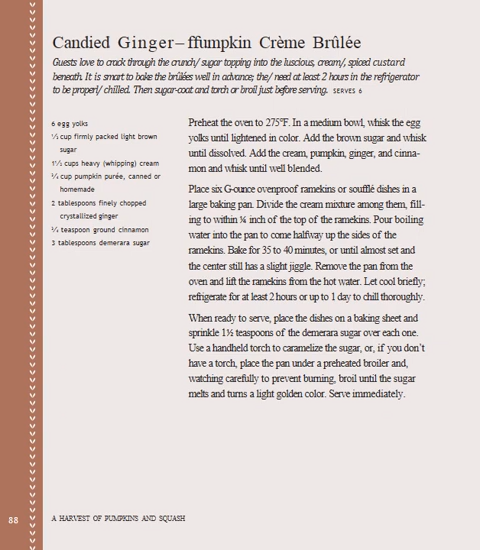 Candied Ginger–ffumpkin Crème Brûlée
Guests love to crack through the crunch/ sugar topping into the luscious, cream/, spiced custard
beneath. It is smart to bake the brûlées well in advance; the/ need at least 2 hours in the refrigerator
to be properl/ chilled. Then sugar-coat and torch or broil just before serving. SERVES 6
6 egg yolks
⅓ cup firmly packed light brown
sugar
1⅓ cups heavy (whipping) cream
¾ cup pumpkin purée, canned or
homemade
2 tablespoons finely chopped
crystallized ginger
¼ teaspoon ground cinnamon
3 tablespoons demerara sugar
Preheat the oven to 275°F. In a medium bowl, whisk the egg
yolks until lightened in color. Add the brown sugar and whisk
until dissolved. Add the cream, pumpkin, ginger, and cinna-
mon and whisk until well blended.
Place six G-ounce ovenproof ramekins or soufflé dishes in a
large baking pan. Divide the cream mixture among them, fill-
ing to within ¼ inch of the top of the ramekins. Pour boiling
water into the pan to come halfway up the sides of the
ramekins. Bake for 35 to 40 minutes, or until almost set and
the center still has a slight jiggle. Remove the pan from the
oven and lift the ramekins from the hot water. Let cool briefly;
refrigerate for at least 2 hours or up to 1 day to chill thoroughly.
When ready to serve, place the dishes on a baking sheet and
sprinkle 1½ teaspoons of the demerara sugar over each one.
Use a handheld torch to caramelize the sugar, or, if you don't
have a torch, place the pan under a preheated broiler and,
watching carefully to prevent burning, broil until the sugar
melts and turns a light golden color. Serve immediately.
88
A HARVEST OF PUMPKINS AND SQUASH